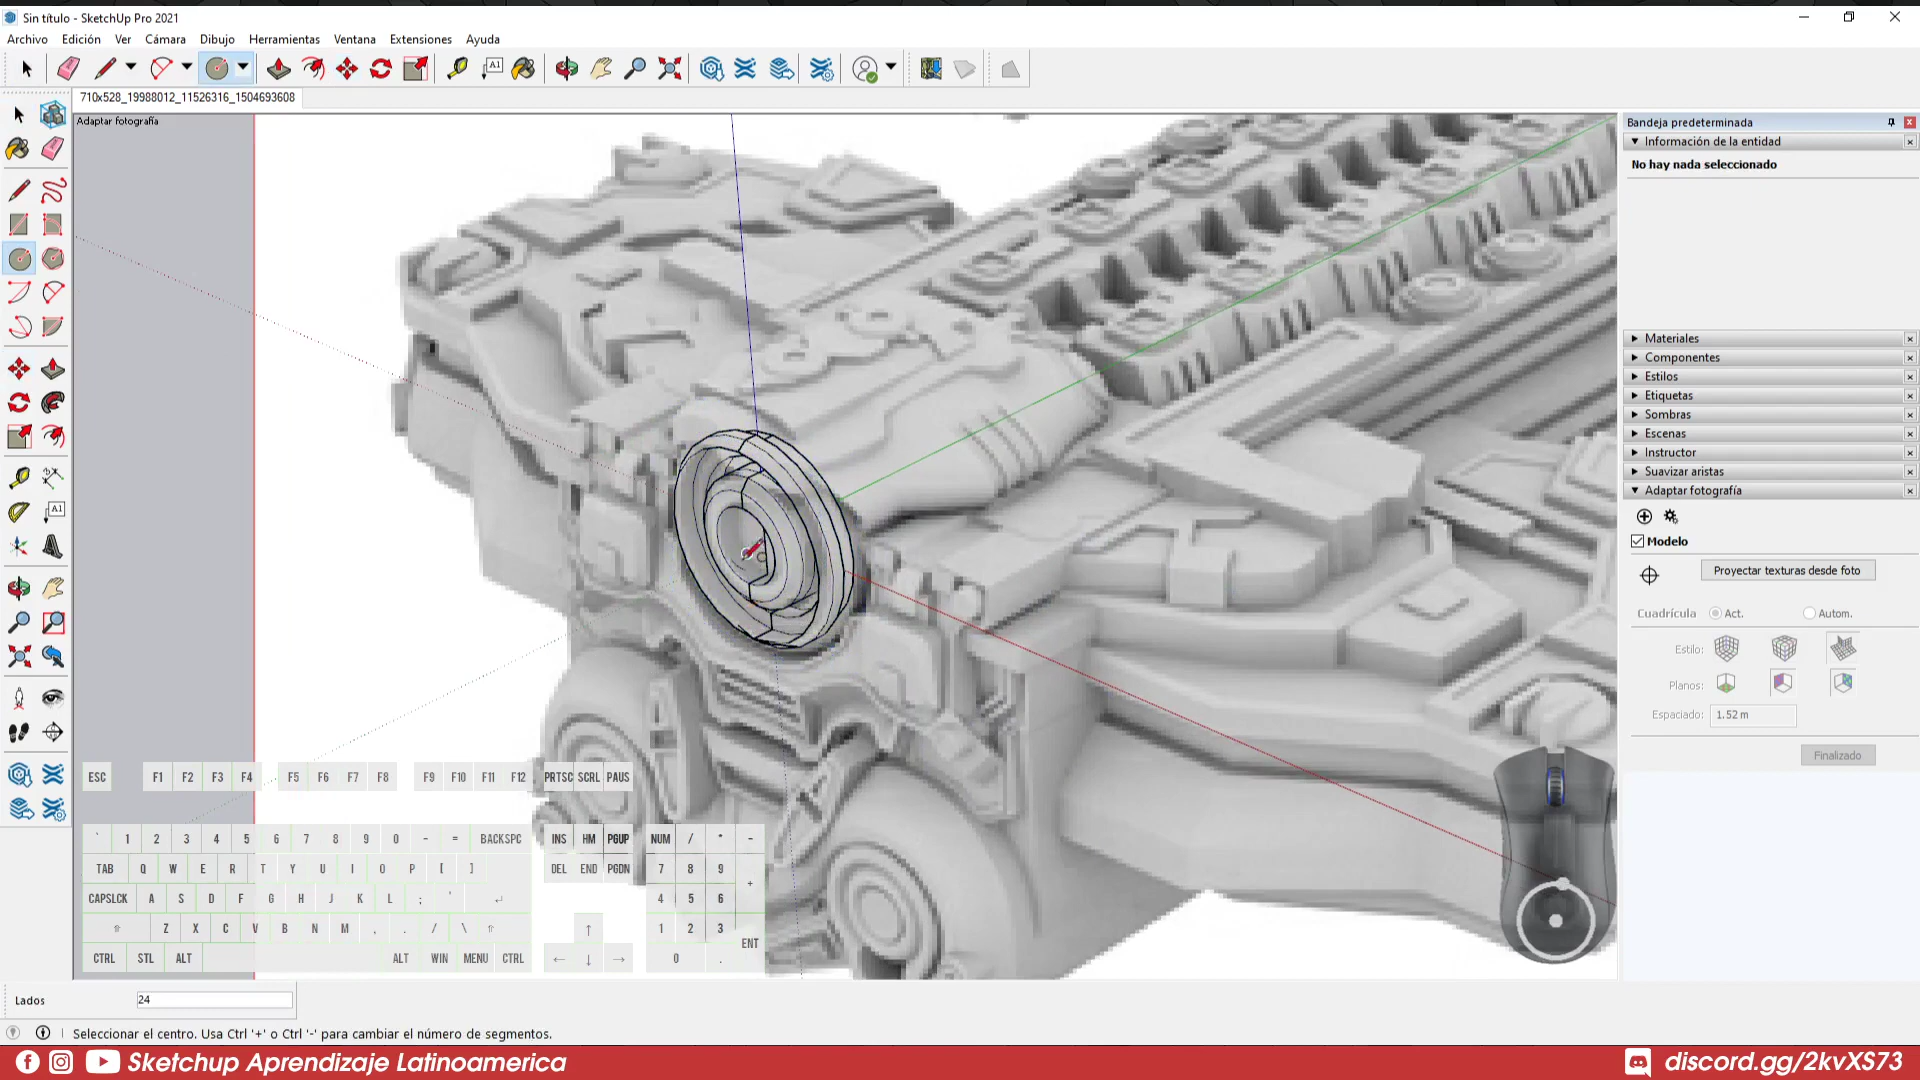 Sin título - SketchUp Pro 2021
Archivo Edición Ver Cámara Dibujo Herramientas Ventana Extensiones Ayuda
710x528_19988012_11526316_1504693608
Adaptar fotografía
Bandeja predeterminada
Información de la entidad
No hay nada seleccionado
Materiales
Componentes
Estilos
Etiquetas
Sombras
Escenas
Instructor
Suavizar aristas
Adaptar fotografía
Modelo
Proyectar texturas desde foto
Cuadrícula Act. Autom.
Estilo:
Planos:
Espaciado: 1.52 m
Finalizado
ESC F1 F2 F3 F4 F5 F6 F7 F8 F9 F10 F11 F12 PRTSC SCRL PAUS
` 1 2 3 4 5 6 7 8 9 0 - = BACKSPC INS HM PGUP NUM / * -
TAB Q W E R T Y U I O P [ ] DEL END PGDN 7 8 9 +
CAPSLCK A S D F G H J K L ; ' ↵ 4 5 6
⇧ Z X C V B N M , . / \ ⇧ ↑ 1 2 3 ENT
CTRL STL ALT ALT WIN MENU CTRL ← ↓ → 0 .
Lados 24
Seleccionar el centro. Usa Ctrl '+' o Ctrl '-' para cambiar el número de segmentos.
Sketchup Aprendizaje Latinoamerica
discord.gg/2kvXS73